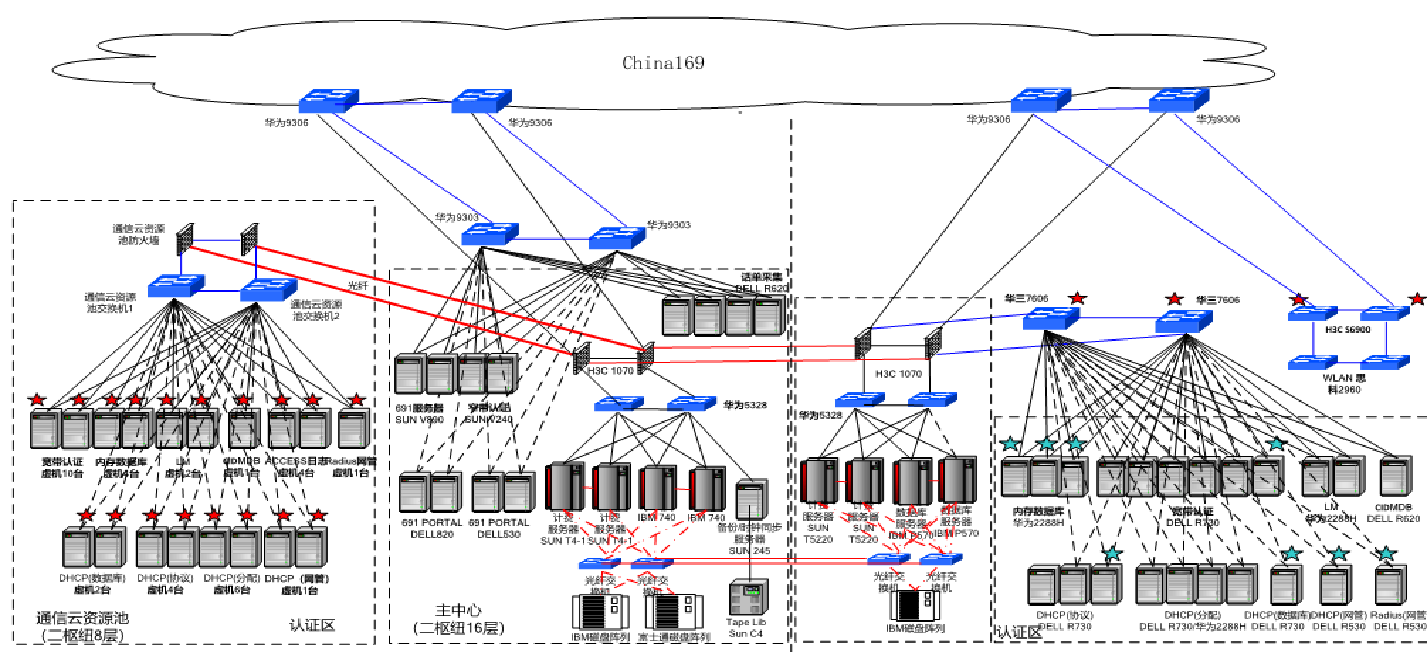 China169
华为9306
华为9306
华为9306
华为9306
华为9303
华为9303
通信云资源
池防火墙
通信云资源
池交换机1
通信云资源
池交换机2
光纤
宽带认证
虚机10台
内存数据库
虚机4台
LM
虚机2台
CIDMDB
虚机1台
ACCESS日志
虚机4台
Radius网管
虚机1台
DHCP(数据库)
虚机2台
DHCP(协议)
虚机4台
DHCP(分配)
虚机6台
DHCP (网管)
虚机1台
通信云资源池
(二枢纽8层)
认证区
话单采集
DELL R620
691服务器
SUN V890
窄带认证
SUN V240
H3C 1070
华为5328
691 PORTAL
DELL820
691 PORTAL
DELL530
计费
服务器
SUN T4-1
计费
服务器
SUN T4-1
IBM 740
IBM 740
备份/时钟同步
服务器
SUN 245
光纤交
换机
光纤交
换机
IBM磁盘阵列
富士通磁盘阵列
Tape Lib
Sun C4
主中心
(二枢纽16层)
H3C 1070
华为5328
计费
服务器
SUN
T5220
计费
服务器
SUN
T5220
数据库
服务器
IBM P570
数据库
服务器
IBM P570
光纤交
换机
光纤交
换机
IBM磁盘阵列
华三7606
华三7606
H3C S6900
WLAN 思
科2960
内存数据库
华为2288H
宽带认证
DELL R730
LM
华为2288H
CIDMDB
DELL R620
DHCP(协议)
DELL R730
DHCP(分配)
DELL R730/华为2288H
DHCP(数据库)
DELL R730
DHCP(网管)
DELL R530
Radius(网管
DELL R530
认证区